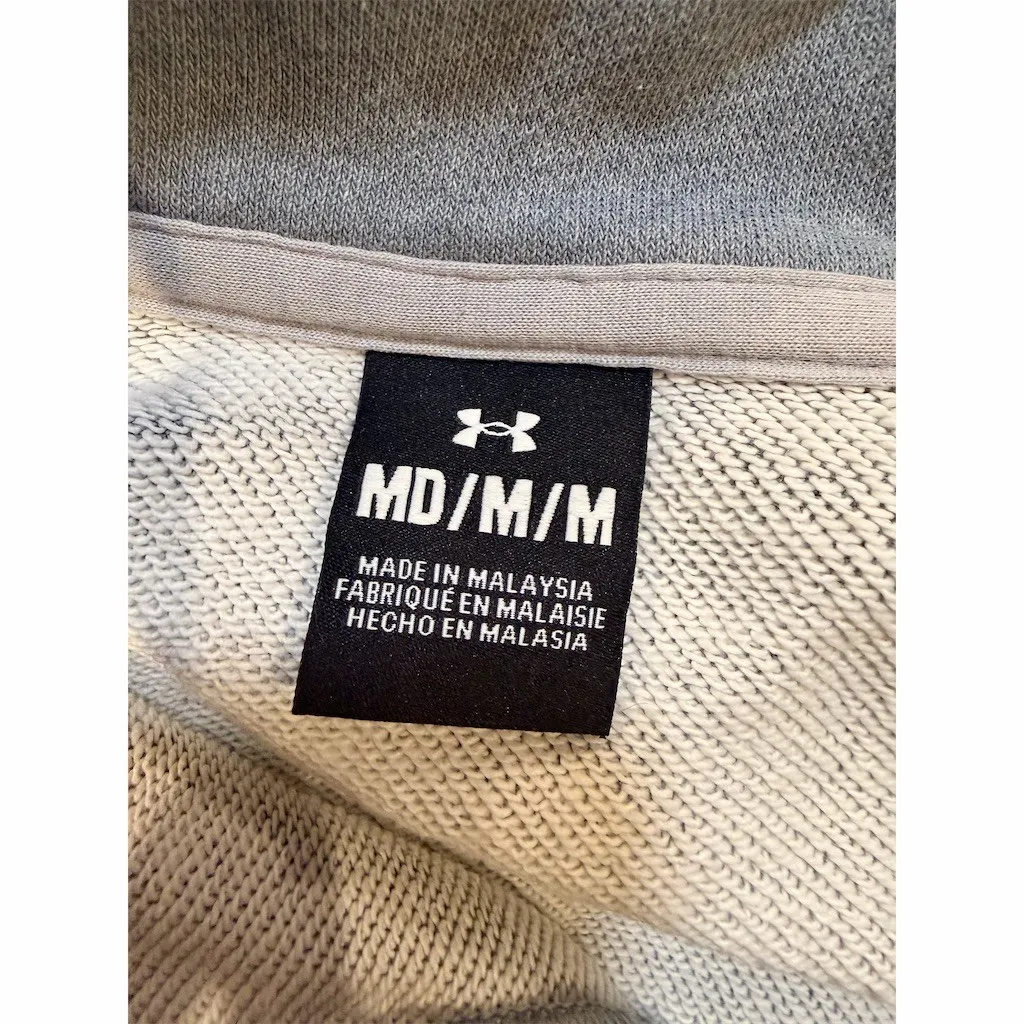 MD/M/M
MADE IN MALAYSIA
FABRIQUÉ EN MALAISIE
HECHO EN MALASIA